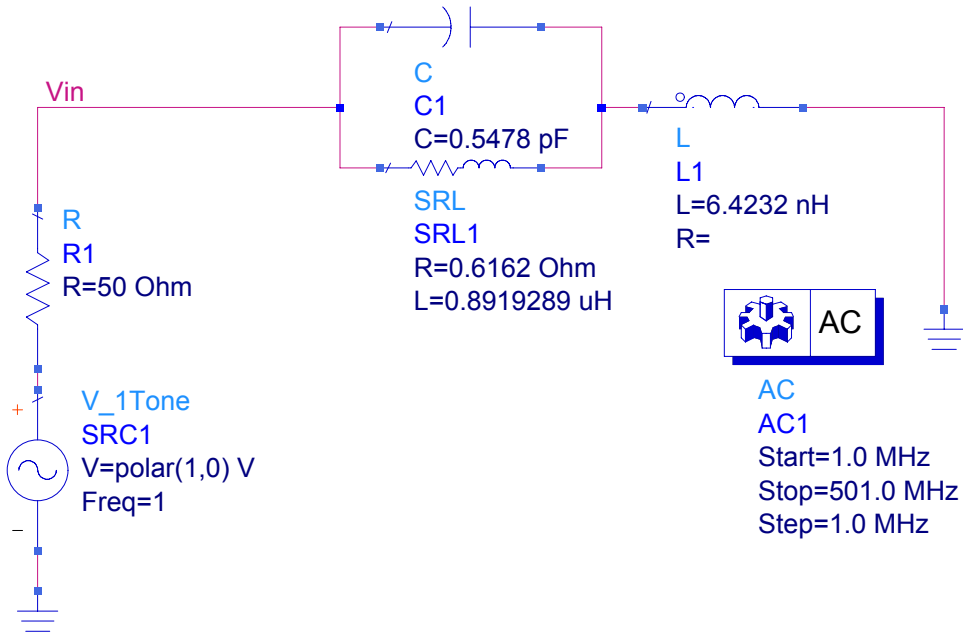 Vin
C
C1
C=0.5478 pF
SRL
SRL1
R=0.6162 Ohm
L=0.8919289 uH
L
L1
L=6.4232 nH
R=
R
R1
R=50 Ohm
+
V_1Tone
SRC1
V=polar(1,0) V
Freq=1
−
AC
AC
AC1
Start=1.0 MHz
Stop=501.0 MHz
Step=1.0 MHz